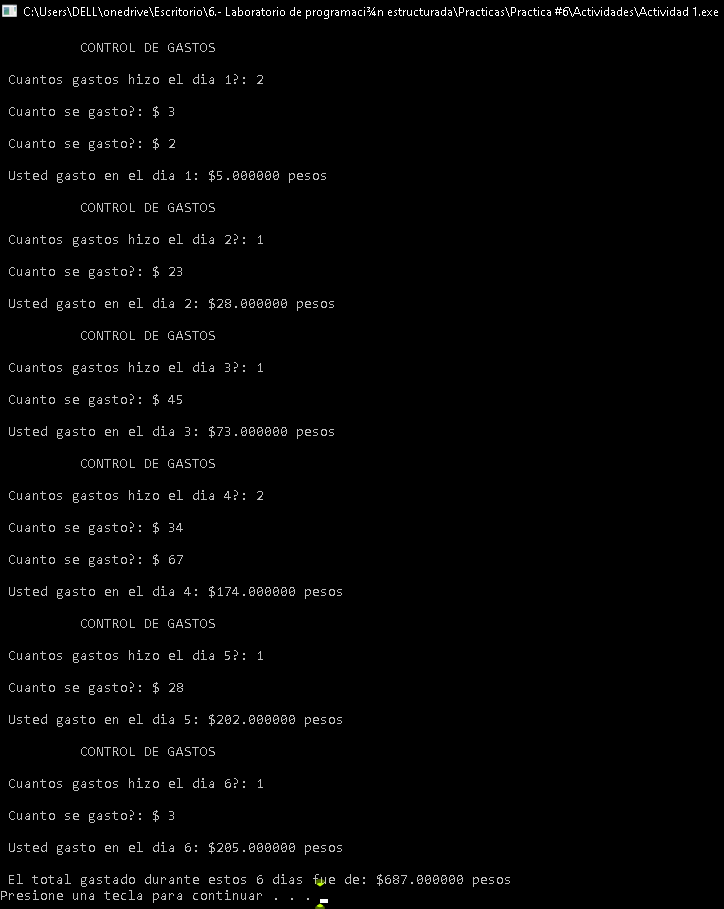 C:\Users\DELL\onedrive\Escritorio\6.- Laboratorio de programaci¾n estructurada\Practicas\Practica #6\Actividades\Actividad 1.exe
CONTROL DE GASTOS
Cuantos gastos hizo el dia 1?: 2
Cuanto se gasto?: $ 3
Cuanto se gasto?: $ 2
Usted gasto en el dia 1: $5.000000 pesos
CONTROL DE GASTOS
Cuantos gastos hizo el dia 2?: 1
Cuanto se gasto?: $ 23
Usted gasto en el dia 2: $28.000000 pesos
CONTROL DE GASTOS
Cuantos gastos hizo el dia 3?: 1
Cuanto se gasto?: $ 45
Usted gasto en el dia 3: $73.000000 pesos
CONTROL DE GASTOS
Cuantos gastos hizo el dia 4?: 2
Cuanto se gasto?: $ 34
Cuanto se gasto?: $ 67
Usted gasto en el dia 4: $174.000000 pesos
CONTROL DE GASTOS
Cuantos gastos hizo el dia 5?: 1
Cuanto se gasto?: $ 28
Usted gasto en el dia 5: $202.000000 pesos
CONTROL DE GASTOS
Cuantos gastos hizo el dia 6?: 1
Cuanto se gasto?: $ 3
Usted gasto en el dia 6: $205.000000 pesos
El total gastado durante estos 6 dias fue de: $687.000000 pesos
Presione una tecla para continuar . . .